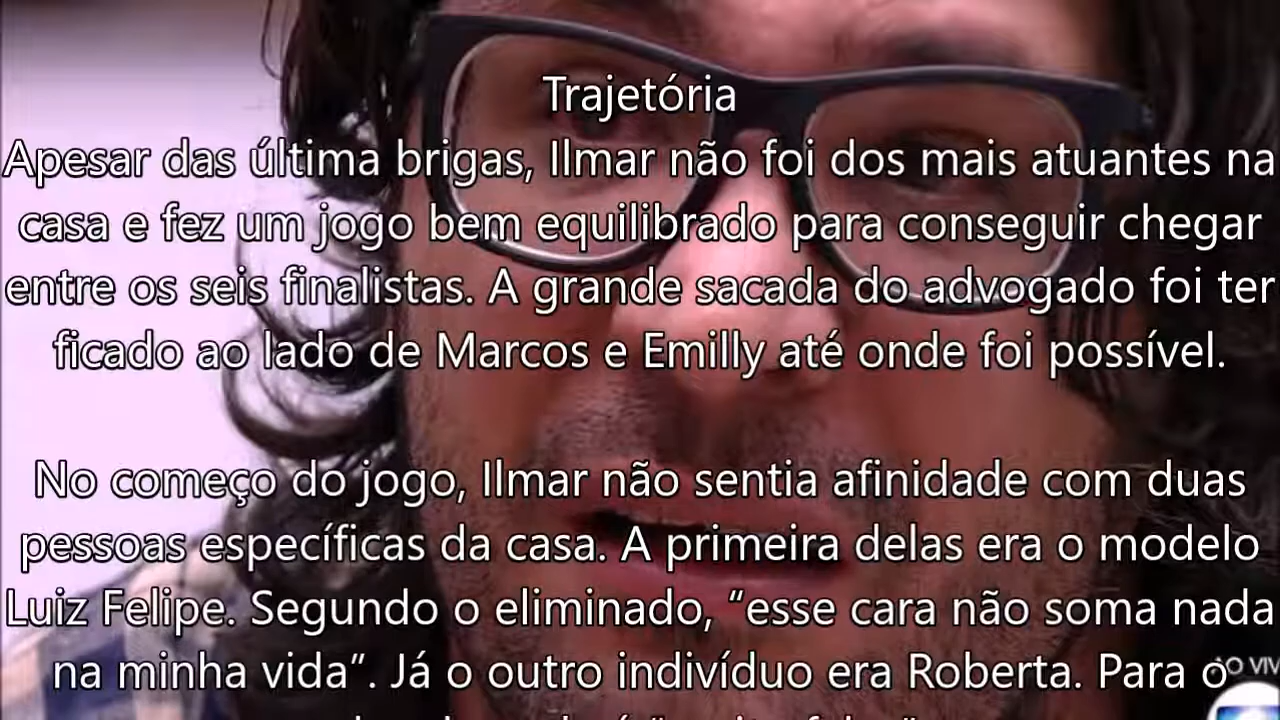 Trajetória
Apesar das última brigas, Ilmar não foi dos mais atuantes na
casa e fez um jogo bem equilibrado para conseguir chegar
entre os seis finalistas. A grande sacada do advogado foi ter
ficado ao lado de Marcos e Emilly até onde foi possível.
No começo do jogo, Ilmar não sentia afinidade com duas
pessoas específicas da casa. A primeira delas era o modelo
Luiz Felipe. Segundo o eliminado, “esse cara não soma nada
na minha vida”. Já o outro indivíduo era Roberta. Para o